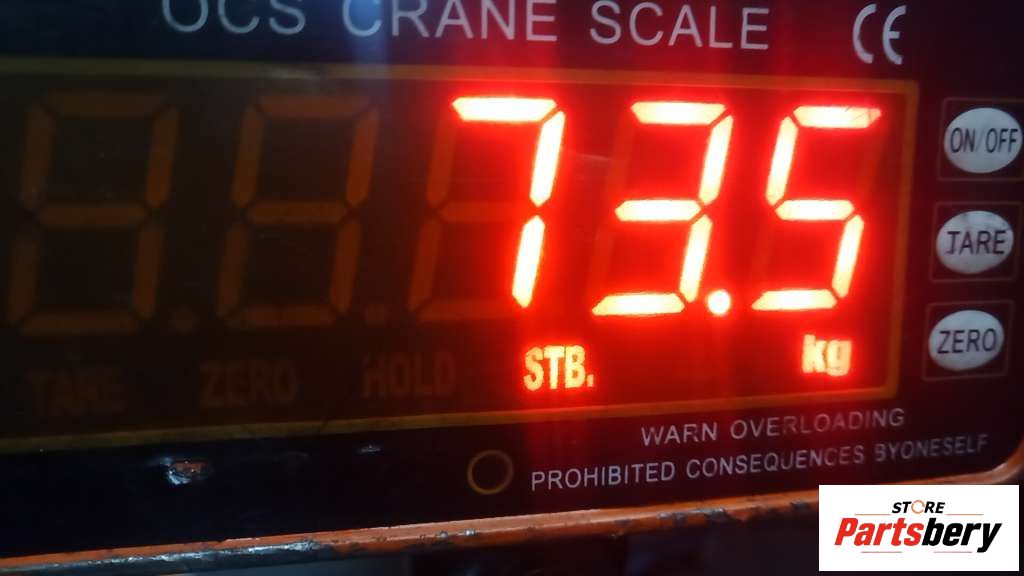 OCS CRANE SCALE CE
73.5
ON/OFF
TARE
ZERO
TARE ZERO HOLD STB. kg
WARN OVERLOADING
PROHIBITED CONSEQUENCES BYONESELF
STORE
Partsbery